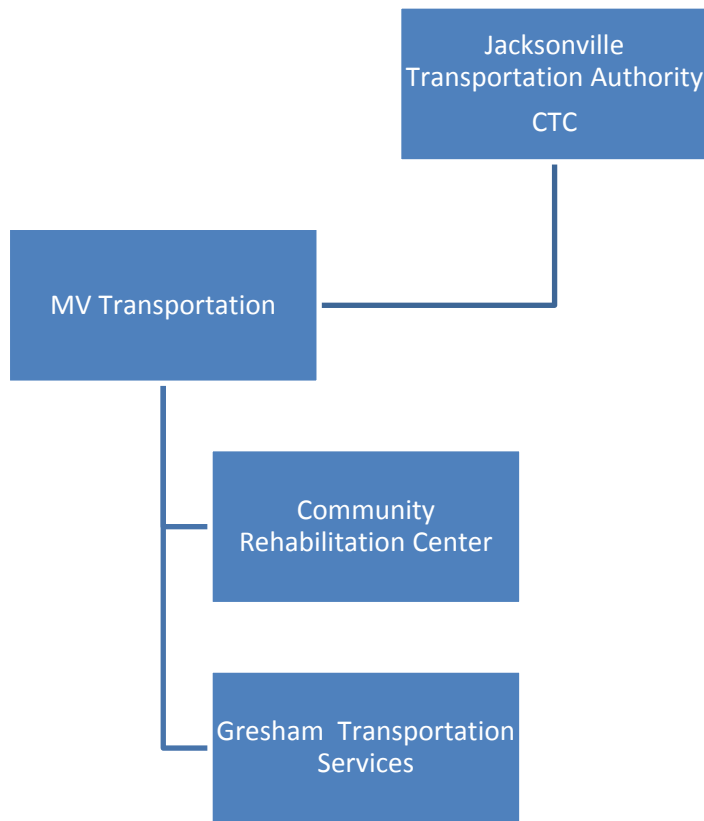 Jacksonville
Transportation Authority
CTC
MV Transportation
Community
Rehabilitation Center
Gresham  Transportation
Services